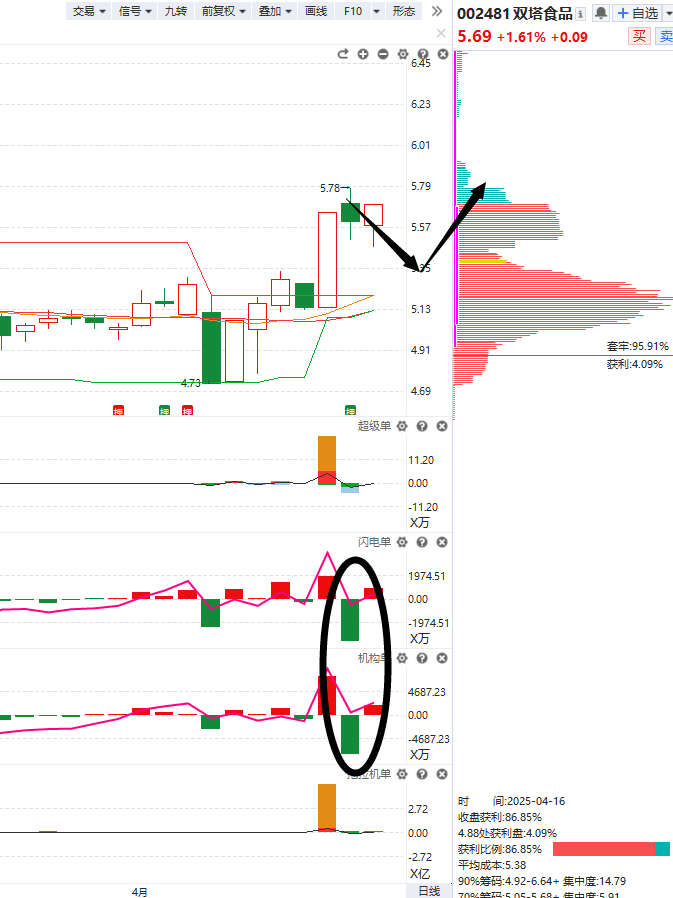 交易 信号 九转 前复权 叠加 画线 F10 形态
002481 双塔食品 自选
5.69 +1.61% +0.09 买 卖
6.45
6.23
6.01
5.79
5.78
5.57
5.35
5.13
4.91
4.73
4.69
套牢:95.91%
获利:4.09%
超级单
11.20
0.00
-11.20
X万
闪电单
1974.51
0.00
-1974.51
X万
机构单
4687.23
0.00
-4687.23
X万
2.72
0.00
-2.72
X亿
4月 日线
时 间:2025-04-16
收盘获利:86.85%
4.88处获利盘:4.09%
获利比例:86.85%
平均成本:5.38
90%筹码:4.92-6.64+ 集中度:14.79
70%筹码:5.05-5.68+ 集中度:5.91